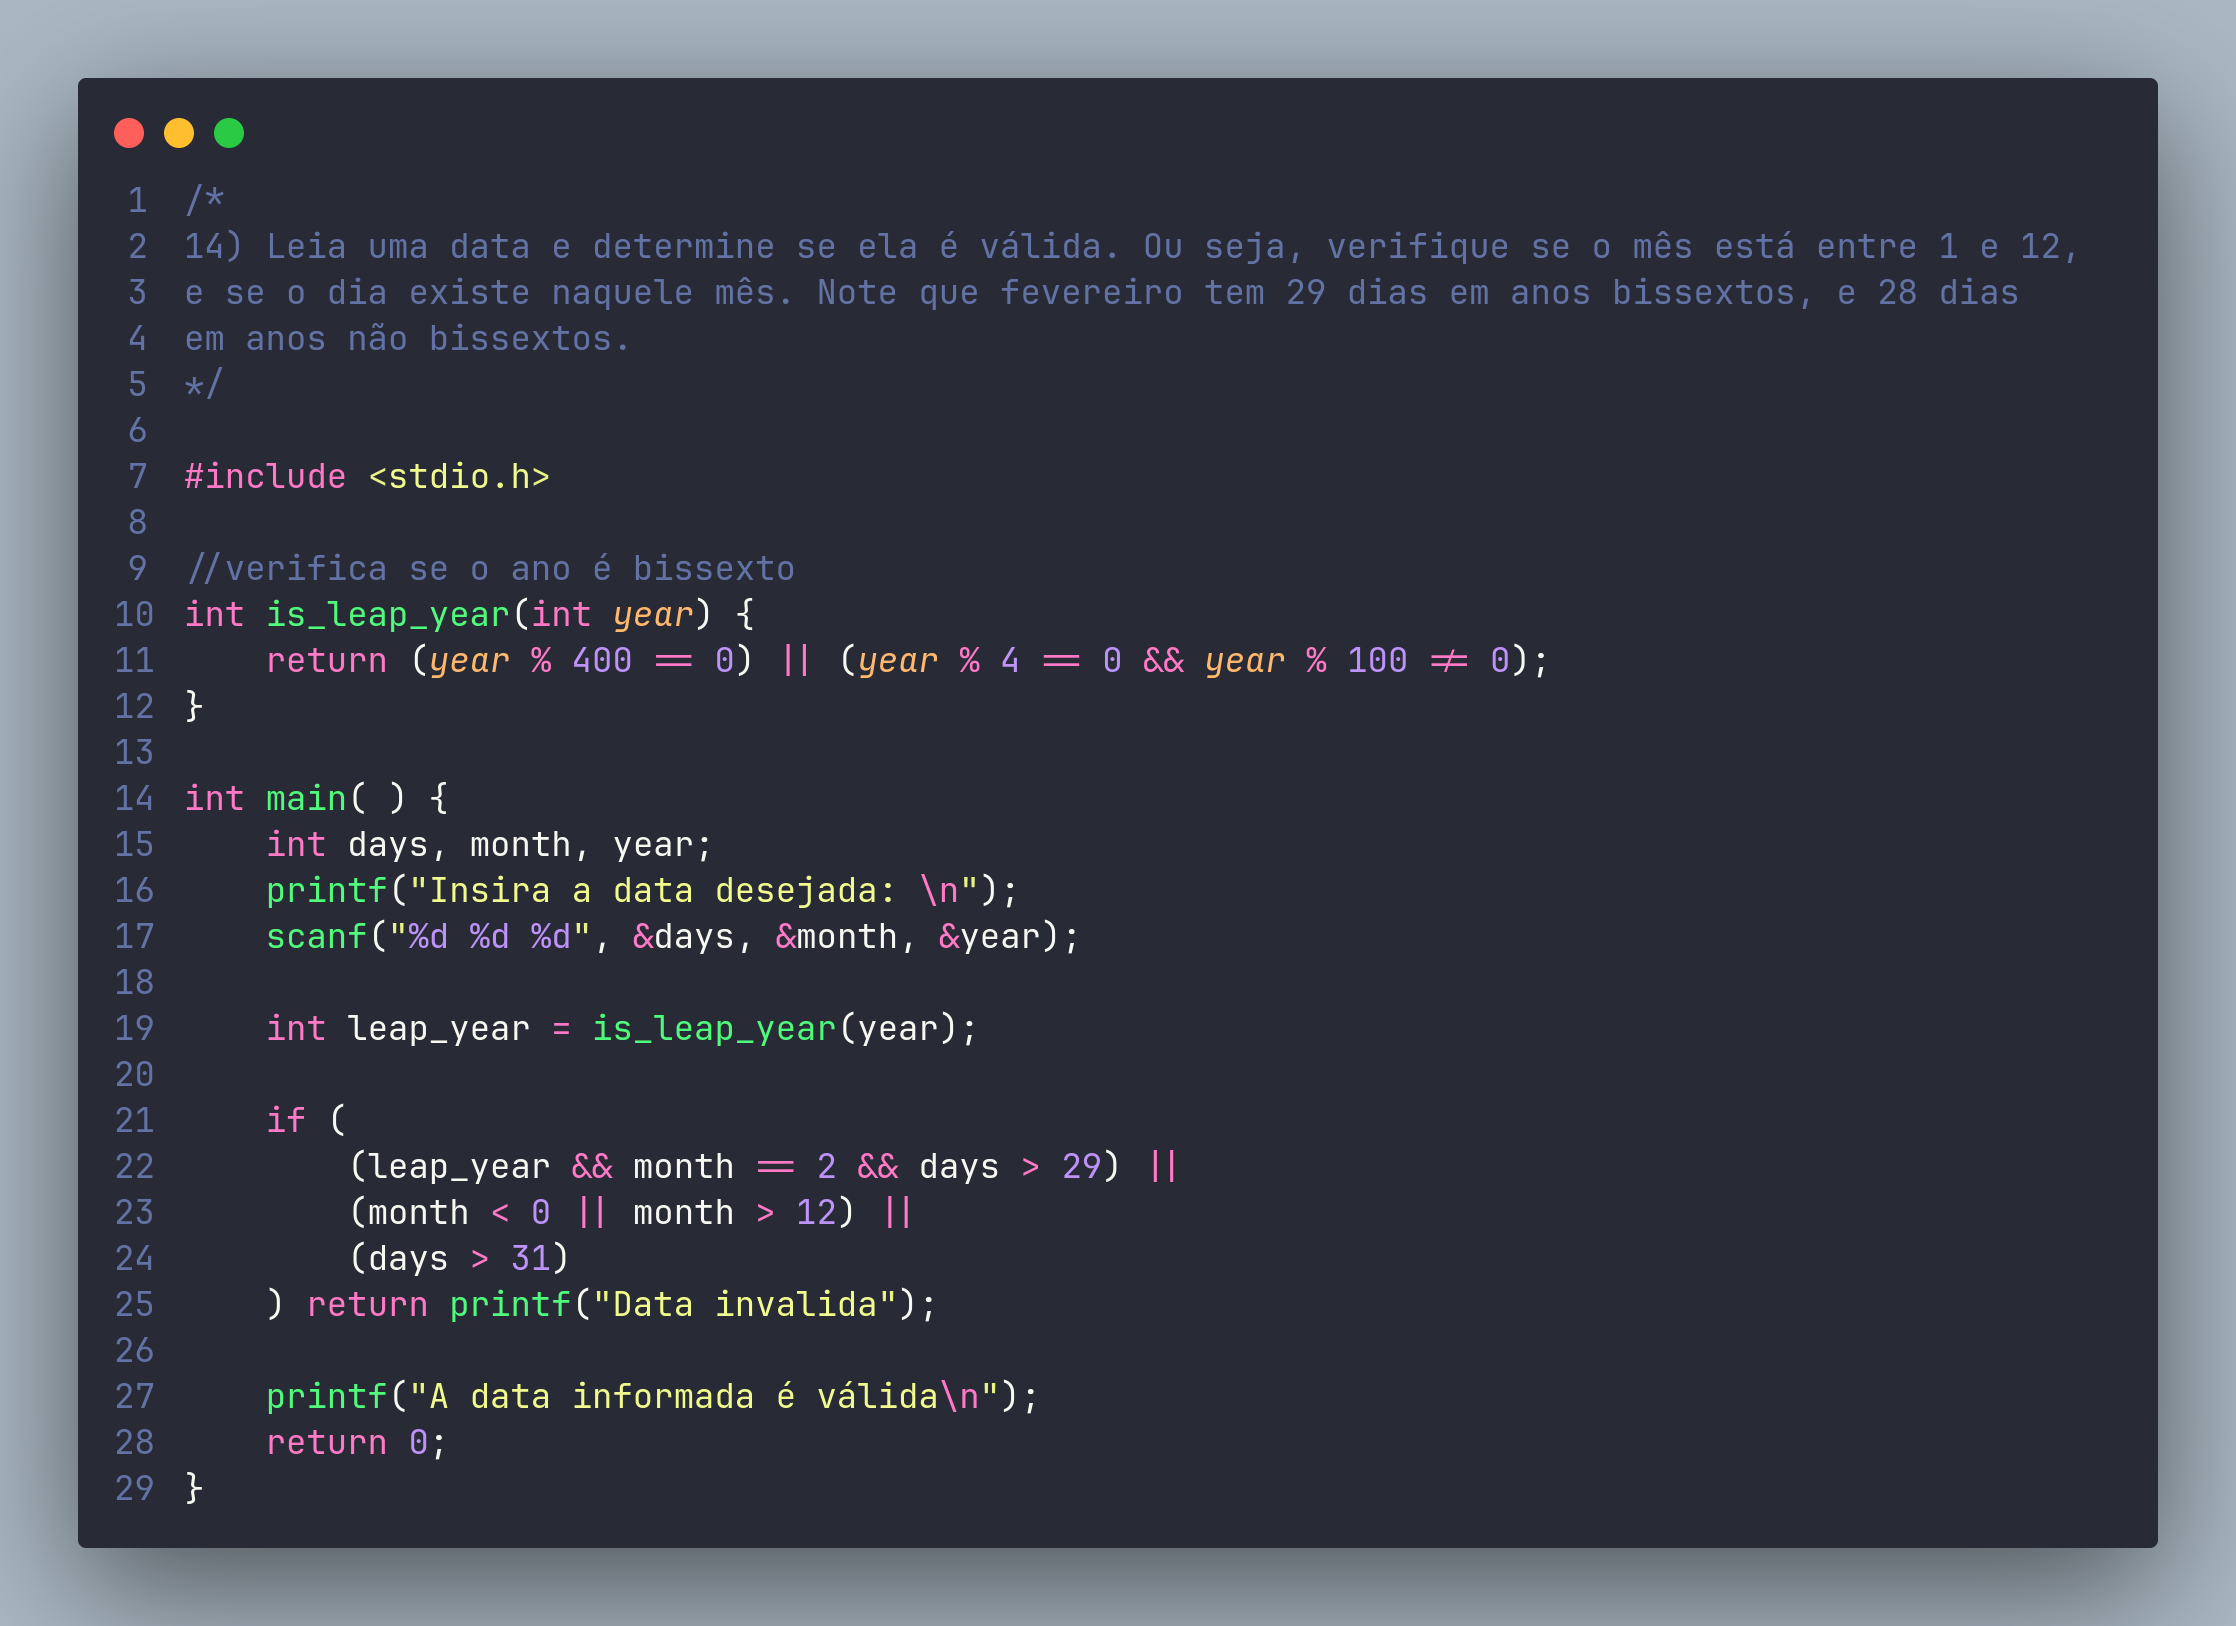 1 /*
2 14) Leia uma data e determine se ela é válida. Ou seja, verifique se o mês está entre 1 e 12,
3 e se o dia existe naquele mês. Note que fevereiro tem 29 dias em anos bissextos, e 28 dias
4 em anos não bissextos.
5 */
6
7 #include <stdio.h>
8
9 //verifica se o ano é bissexto
10 int is_leap_year(int year) {
11     return (year % 400 == 0) || (year % 4 == 0 && year % 100 != 0);
12 }
13
14 int main( ) {
15     int days, month, year;
16     printf("Insira a data desejada: \n");
17     scanf("%d %d %d", &days, &month, &year);
18
19     int leap_year = is_leap_year(year);
20
21     if (
22         (leap_year && month == 2 && days > 29) ||
23         (month < 0 || month > 12) ||
24         (days > 31)
25     ) return printf("Data invalida");
26
27     printf("A data informada é válida\n");
28     return 0;
29 }